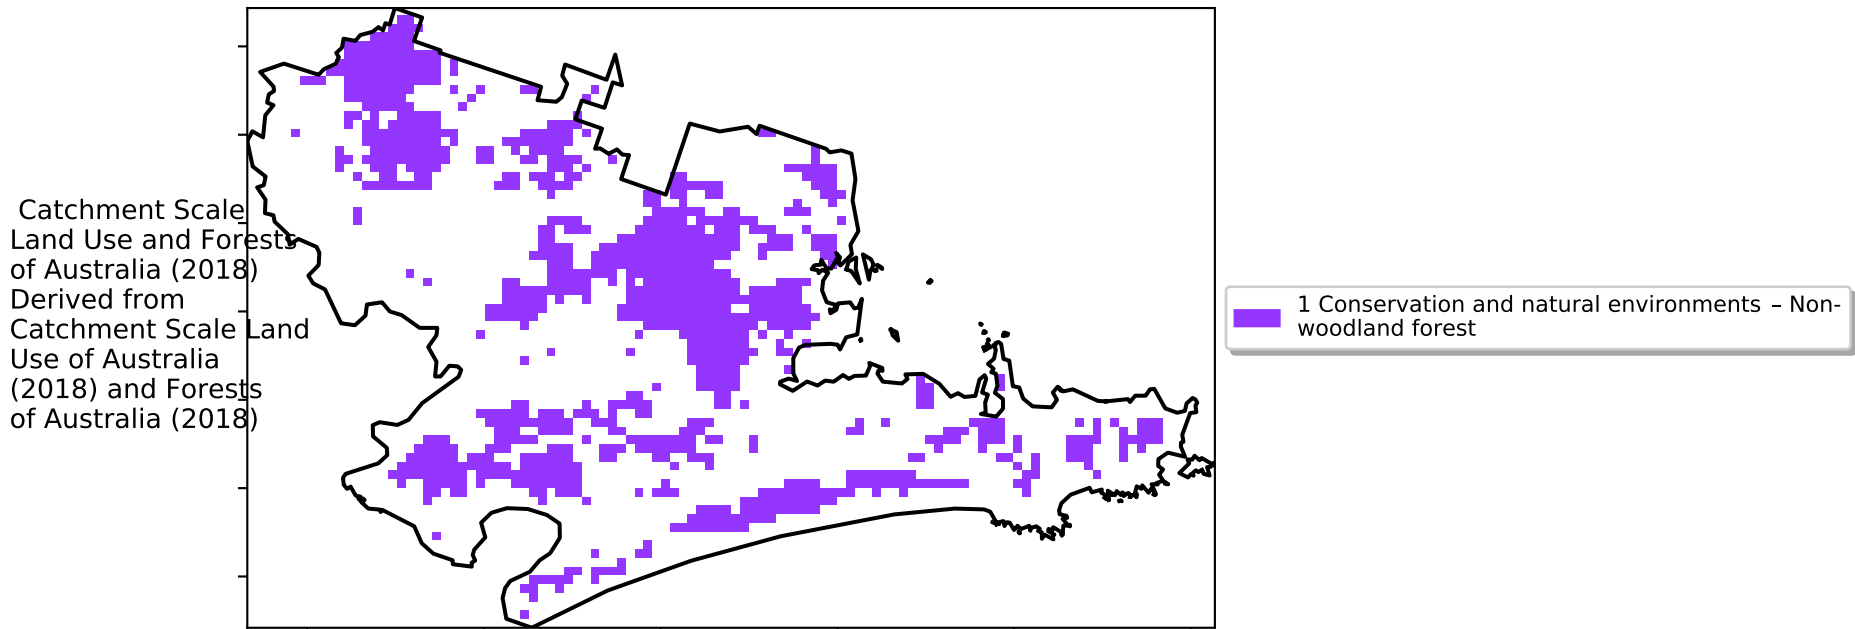 Catchment Scale
Land Use and Forests
of Australia (2018)
Derived from
Catchment Scale Land
Use of Australia
(2018) and Forests
of Australia (2018)
1 Conservation and natural environments – Non-
woodland forest